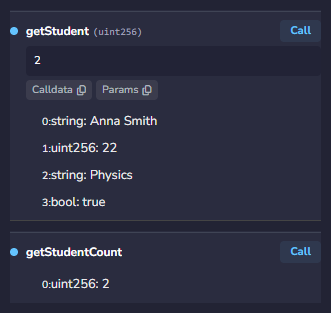 getStudent (uint256)
Call
2
Calldata
Params
0:string: Anna Smith
1:uint256: 22
2:string: Physics
3:bool: true
getStudentCount
Call
0:uint256: 2